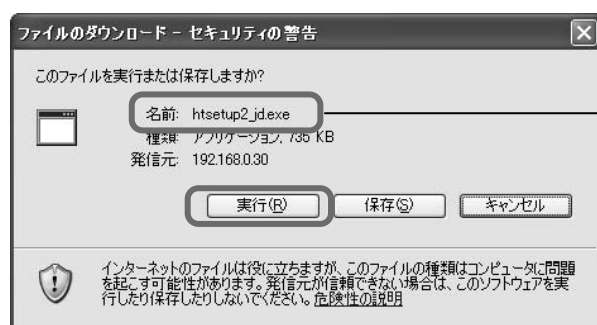 ファイルのダウンロード - セキュリティの警告
このファイルを実行または保存しますか?
名前: htsetup2_jd.exe
種類: アプリケーション, 735 KB
発信元: 192.168.0.30
実行(R)
保存(S)
キャンセル
インターネットのファイルは役に立ちますが、このファイルの種類はコンピュータに問題
を起こす可能性があります。発信元が信頼できない場合は、このソフトウェアを実
行したり保存したりしないでください。危険性の説明